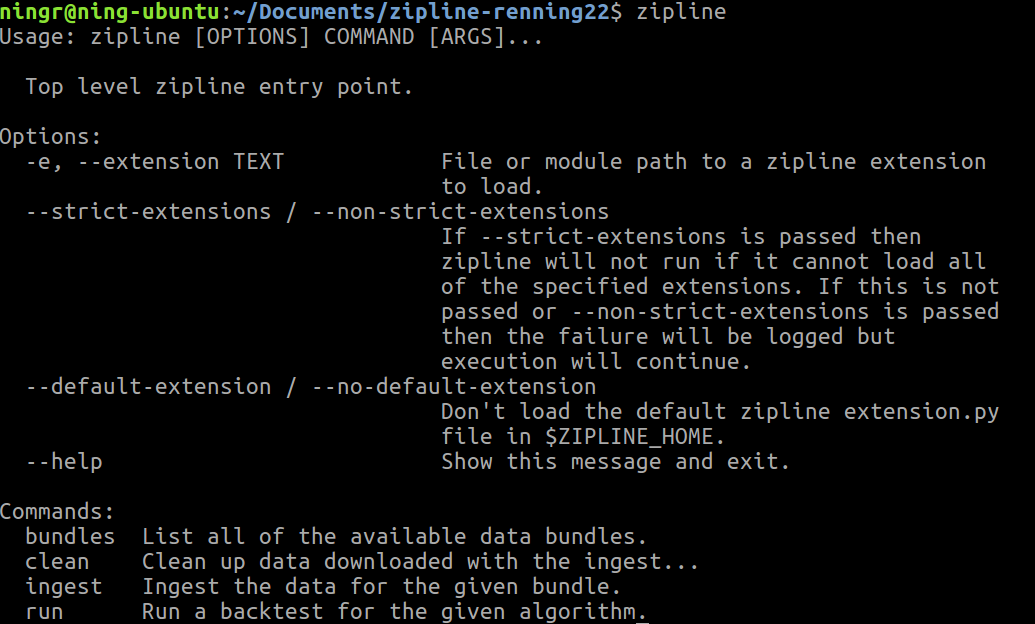 ningr@ning-ubuntu:~/Documents/zipline-renning22$ zipline
Usage: zipline [OPTIONS] COMMAND [ARGS]...
Top level zipline entry point.
Options:
-e, --extension TEXT File or module path to a zipline extension
to load.
--strict-extensions / --non-strict-extensions
If --strict-extensions is passed then
zipline will not run if it cannot load all
of the specified extensions. If this is not
passed or --non-strict-extensions is passed
then the failure will be logged but
execution will continue.
--default-extension / --no-default-extension
Don't load the default zipline extension.py
file in $ZIPLINE_HOME.
--help Show this message and exit.
Commands:
bundles List all of the available data bundles.
clean Clean up data downloaded with the ingest...
ingest Ingest the data for the given bundle.
run Run a backtest for the given algorithm.